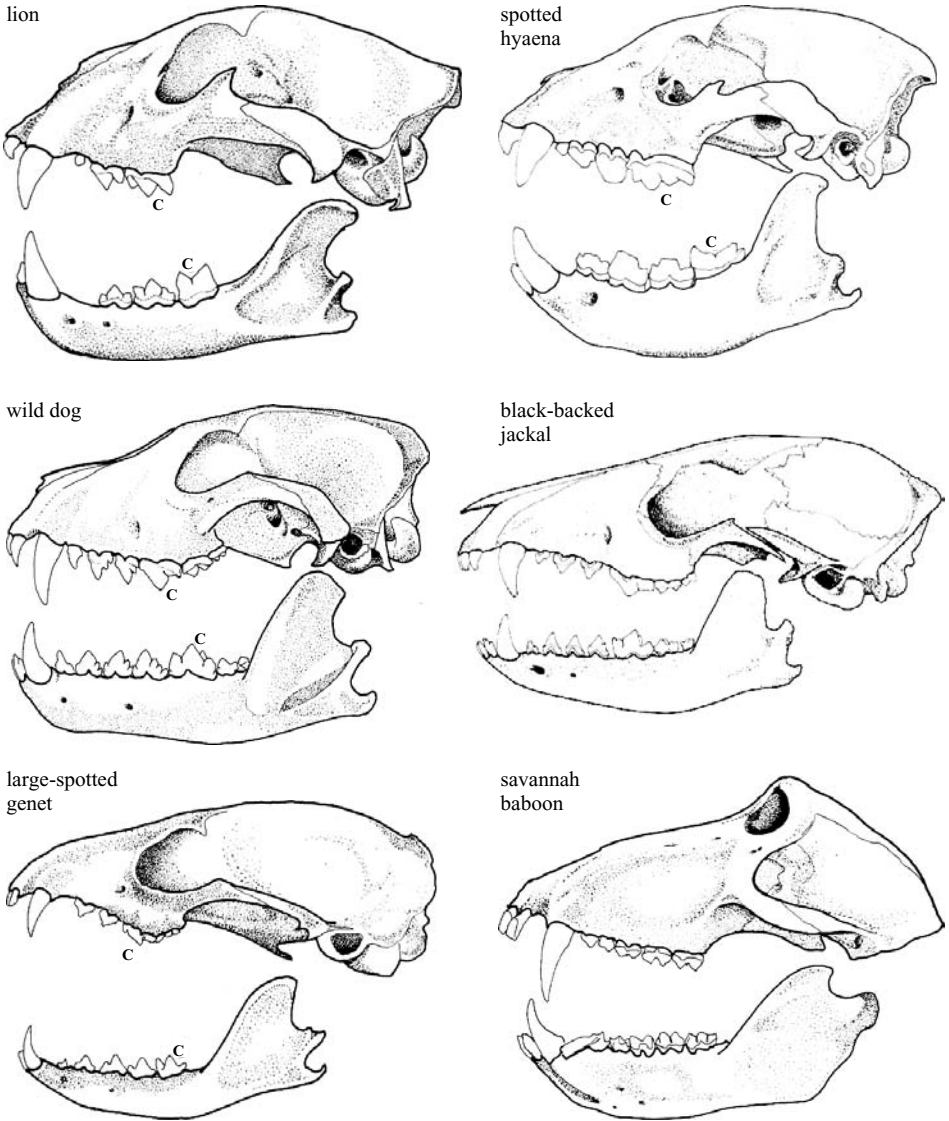 lion
spotted
hyaena
C
C
C
C
wild dog
black-backed
jackal
C
C
large-spotted
genet
savannah
baboon
C
C